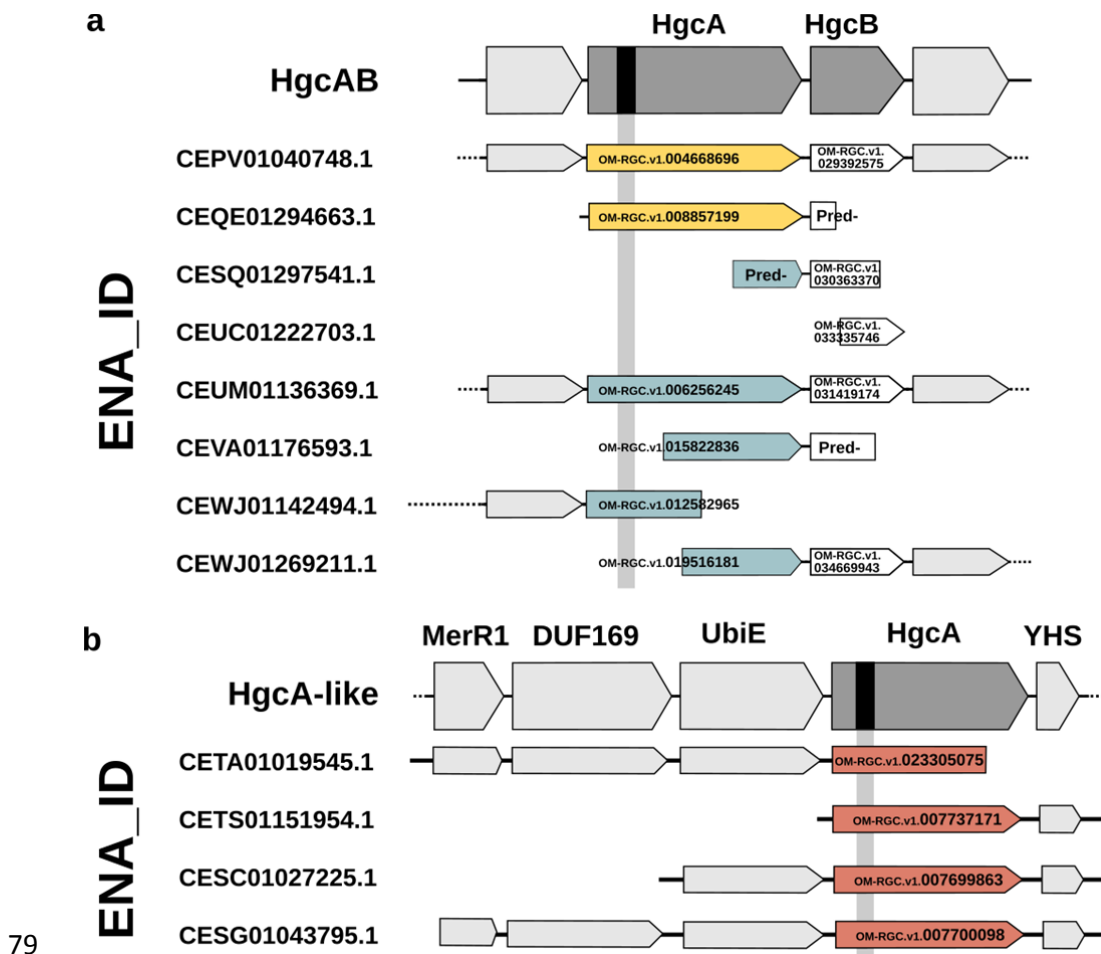 a
HgcA HgcB
HgcAB
ENA_ID
CEPV01040748.1 OM-RGC.v1.004668696 OM-RGC.v1.
029392575
CEQE01294663.1 OM-RGC.v1.008857199 Pred-
CESQ01297541.1 Pred- OM-RGC.v1
030363370
CEUC01222703.1 OM-RGC.v1.
033335746
CEUM01136369.1 OM-RGC.v1.006256245 OM-RGC.v1.
031419174
CEVA01176593.1 OM-RGC.v1.015822836 Pred-
CEWJ01142494.1 OM-RGC.v1.012582965
CEWJ01269211.1 OM-RGC.v1.019516181 OM-RGC.v1.
034669943
b
MerR1 DUF169 UbiE HgcA YHS
HgcA-like
ENA_ID
CETA01019545.1 OM-RGC.v1.023305075
CETS01151954.1 OM-RGC.v1.007737171
CESC01027225.1 OM-RGC.v1.007699863
CESG01043795.1 OM-RGC.v1.007700098
79